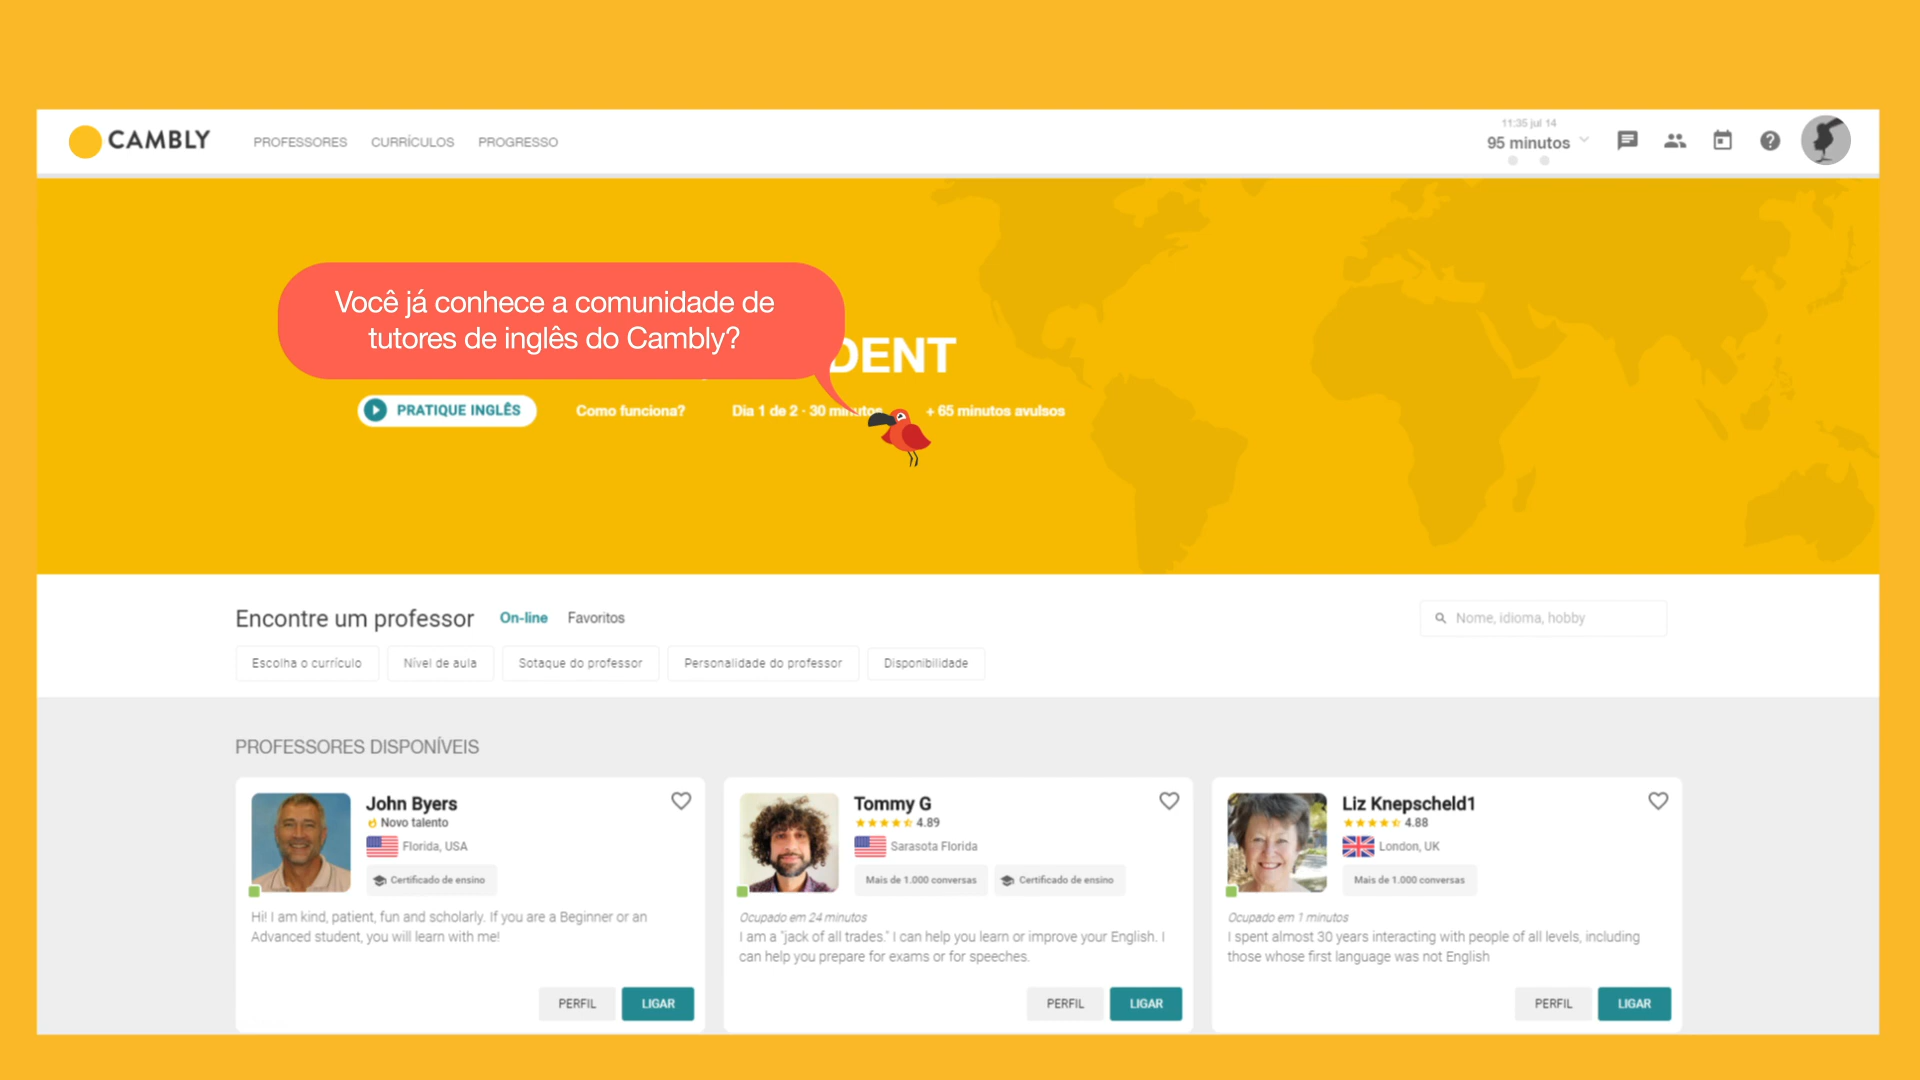 CAMBLY
PROFESSORES
CURRÍCULOS
PROGRESSO
11:35 jul 14
95 minutos
Você já conhece a comunidade de
tutores de inglês do Cambly?
DENT
PRATIQUE INGLÊS
Como funciona?
Dia 1 de 2 · 30 minutos
+ 65 minutos avulsos
Encontre um professor
On-line
Favoritos
Nome, idioma, hobby
Escolha o currículo
Nível de aula
Sotaque do professor
Personalidade do professor
Disponibilidade
PROFESSORES DISPONÍVEIS
John Byers
Novo talento
Florida, USA
Certificado de ensino
Hi! I am kind, patient, fun and scholarly. If you are a Beginner or an
Advanced student, you will learn with me!
PERFIL
LIGAR
Tommy G
4.89
Sarasota Florida
Mais de 1.000 conversas
Certificado de ensino
Ocupado em 24 minutos
I am a "jack of all trades." I can help you learn or improve your English. I
can help you prepare for exams or for speeches.
PERFIL
LIGAR
Liz Knepscheld1
4.88
London, UK
Mais de 1.000 conversas
Ocupado em 1 minutos
I spent almost 30 years interacting with people of all levels, including
those whose first language was not English
PERFIL
LIGAR